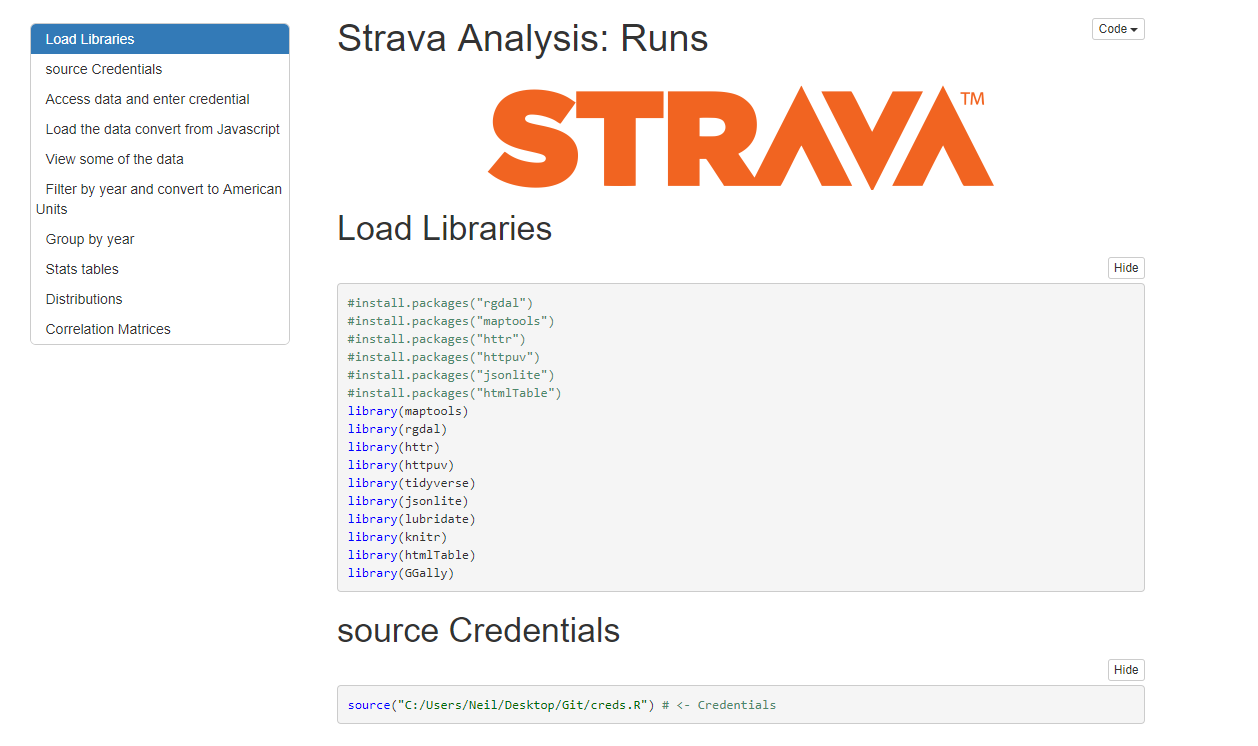 Load Libraries
source Credentials
Access data and enter credential
Load the data convert from Javascript
View some of the data
Filter by year and convert to American
Units
Group by year
Stats tables
Distributions
Correlation Matrices
Strava Analysis: Runs
Code
STRAVA™
Load Libraries
Hide
#install.packages("rgdal")
#install.packages("maptools")
#install.packages("httr")
#install.packages("httpuv")
#install.packages("jsonlite")
#install.packages("htmlTable")
library(maptools)
library(rgdal)
library(httr)
library(httpuv)
library(tidyverse)
library(jsonlite)
library(lubridate)
library(knitr)
library(htmlTable)
library(GGally)
source Credentials
Hide
source("C:/Users/Neil/Desktop/Git/creds.R") # <- Credentials